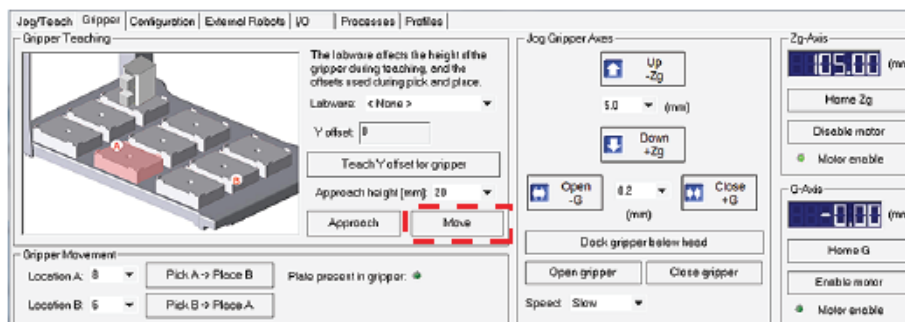 Jog/Teach Gripper Configuration External Robots I/O Processes Profiles
Gripper Teaching
The labware affects the height of the
gripper during teaching, and the
offsets used during pick and place.
Labware: < None >
Y offset: 0
Teach Y offset for gripper
Approach height [mm]: 20
Approach Move
A
B
Gripper Movement
Location A: 8 Pick A -> Place B Plate present in gripper:
Location B: 6 Pick B -> Place A
Jog Gripper Axes
Up
-Zg
5.0 (mm)
Down
+Zg
Open
-G
0.2
(mm)
Close
+G
Dock gripper below head
Open gripper Close gripper
Speed: Slow
Zg-Axis
105.00 (mm
Home Zg
Disable motor
Motor enable
G-Axis
-0.00 (mm
Home G
Enable motor
Motor enable